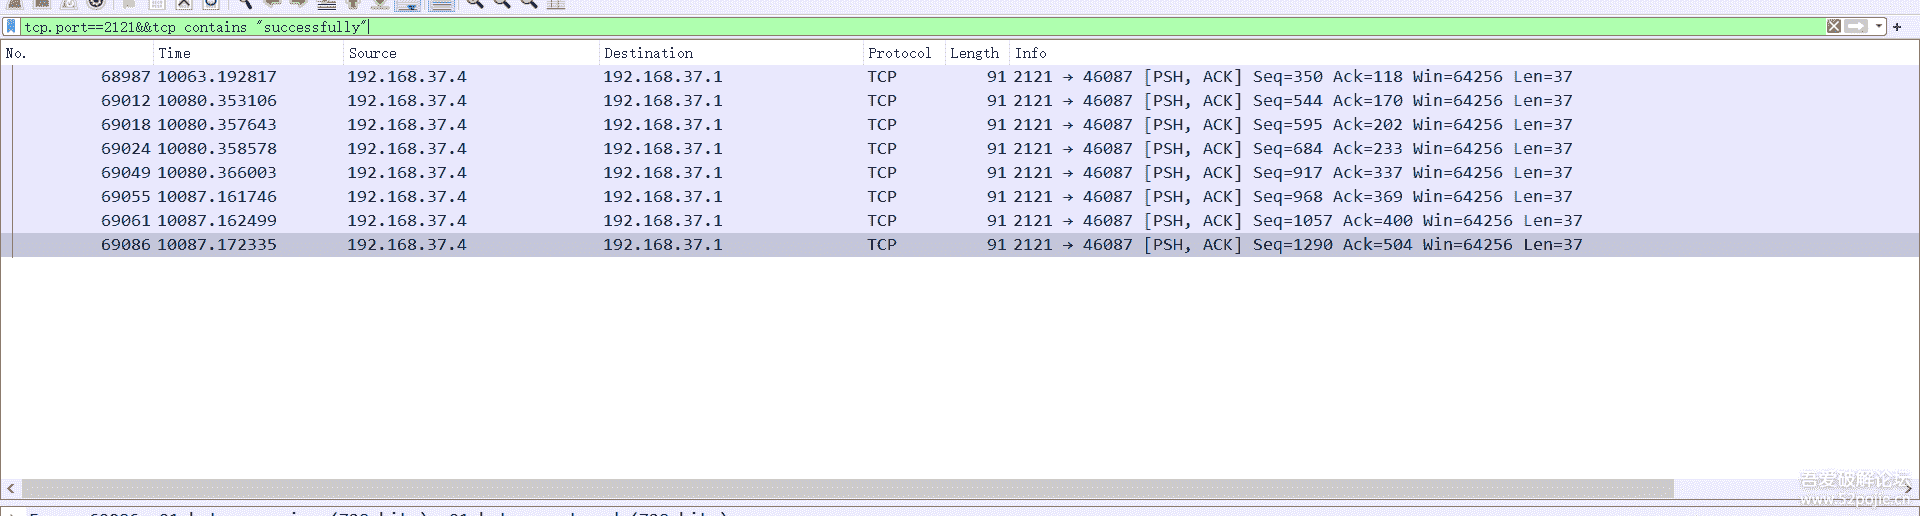 tcp.port==2121&&tcp contains "successfully"
No. Time Source Destination Protocol Length Info
68987 10063.192817 192.168.37.4 192.168.37.1 TCP 91 2121 → 46087 [PSH, ACK] Seq=350 Ack=118 Win=64256 Len=37
69012 10080.353106 192.168.37.4 192.168.37.1 TCP 91 2121 → 46087 [PSH, ACK] Seq=544 Ack=170 Win=64256 Len=37
69018 10080.357643 192.168.37.4 192.168.37.1 TCP 91 2121 → 46087 [PSH, ACK] Seq=595 Ack=202 Win=64256 Len=37
69024 10080.358578 192.168.37.4 192.168.37.1 TCP 91 2121 → 46087 [PSH, ACK] Seq=684 Ack=233 Win=64256 Len=37
69049 10080.366003 192.168.37.4 192.168.37.1 TCP 91 2121 → 46087 [PSH, ACK] Seq=917 Ack=337 Win=64256 Len=37
69055 10087.161746 192.168.37.4 192.168.37.1 TCP 91 2121 → 46087 [PSH, ACK] Seq=968 Ack=369 Win=64256 Len=37
69061 10087.162499 192.168.37.4 192.168.37.1 TCP 91 2121 → 46087 [PSH, ACK] Seq=1057 Ack=400 Win=64256 Len=37
69086 10087.172335 192.168.37.4 192.168.37.1 TCP 91 2121 → 46087 [PSH, ACK] Seq=1290 Ack=504 Win=64256 Len=37
吾爱破解论坛
www.52pojie.cn